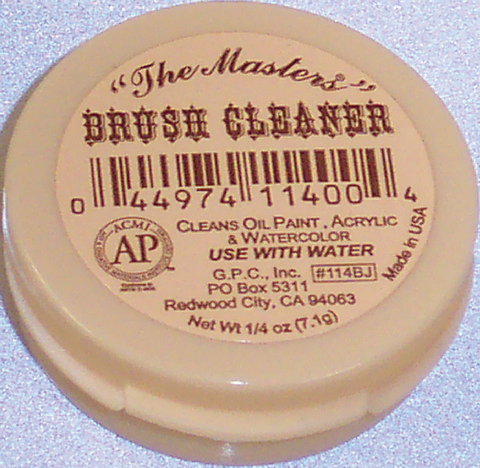 "The Masters"
BRUSH CLEANER
0 44974 11400 4
CLEANS OIL PAINT, ACRYLIC
& WATERCOLOR
USE WITH WATER
G.P.C., Inc. #114BJ
PO Box 5311
Redwood City, CA 94063
Net Wt 1/4 oz (7.1g)
Made in USA
ACMI
AP